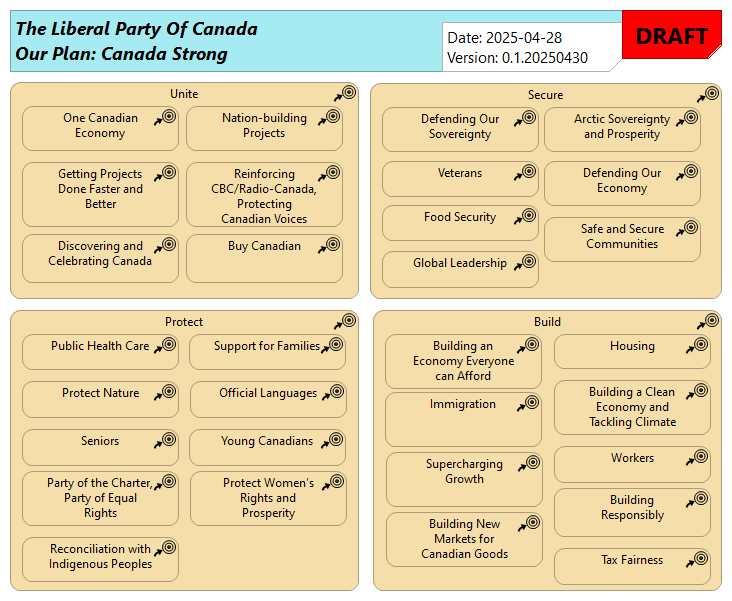 The Liberal Party Of Canada
Our Plan: Canada Strong
Date: 2025-04-28
Version: 0.1.20250430
DRAFT
Unite
One Canadian
Economy
Nation-building
Projects
Getting Projects
Done Faster and
Better
Reinforcing
CBC/Radio-Canada,
Protecting
Canadian Voices
Discovering and
Celebrating Canada
Buy Canadian
Secure
Defending Our
Sovereignty
Arctic Sovereignty
and Prosperity
Veterans
Defending Our
Economy
Food Security
Safe and Secure
Communities
Global Leadership
Protect
Public Health Care
Support for Families
Protect Nature
Official Languages
Seniors
Young Canadians
Party of the Charter,
Party of Equal
Rights
Protect Women's
Rights and
Prosperity
Reconciliation with
Indigenous Peoples
Build
Building an
Economy Everyone
can Afford
Housing
Immigration
Building a Clean
Economy and
Tackling Climate
Supercharging
Growth
Workers
Building
Responsibly
Building New
Markets for
Canadian Goods
Tax Fairness